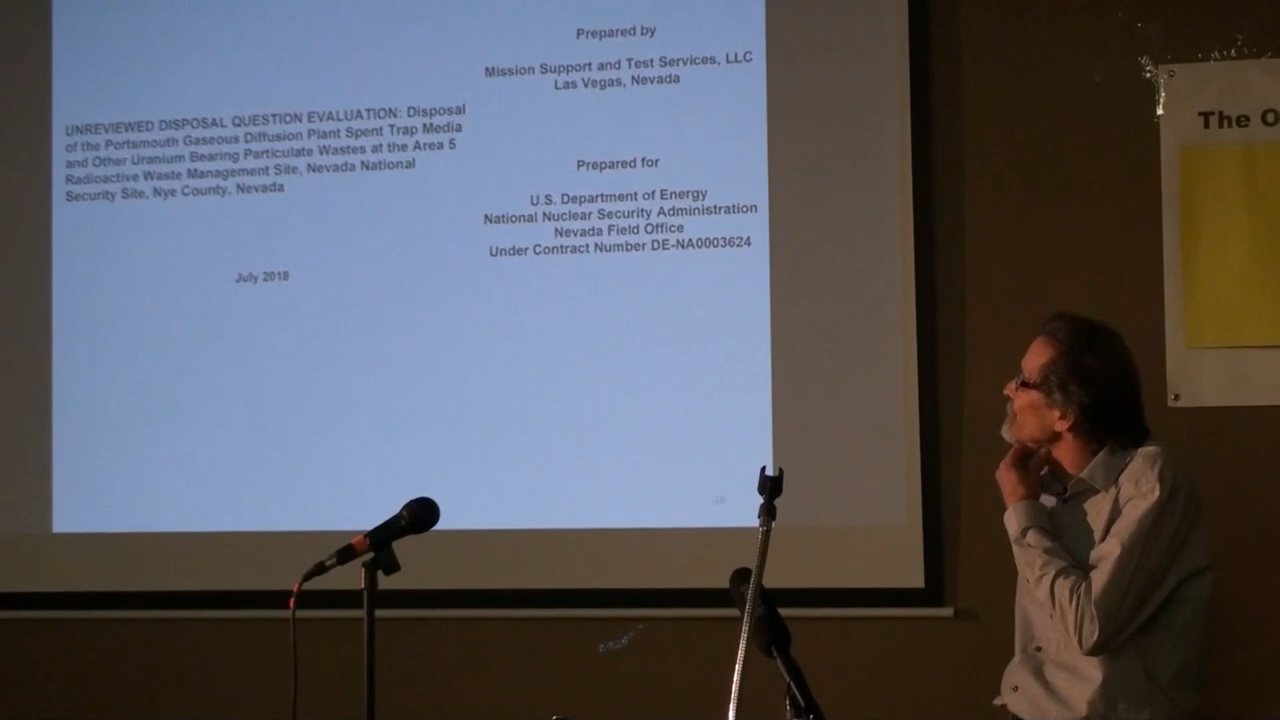 UNREVIEWED DISPOSAL QUESTION EVALUATION: Disposal
of the Portsmouth Gaseous Diffusion Plant Spent Trap Media
and Other Uranium Bearing Particulate Wastes at the Area 5
Radioactive Waste Management Site, Nevada National
Security Site, Nye County, Nevada
July 2018
Prepared by
Mission Support and Test Services, LLC
Las Vegas, Nevada
Prepared for
U.S. Department of Energy
National Nuclear Security Administration
Nevada Field Office
Under Contract Number DE-NA0003624
The O